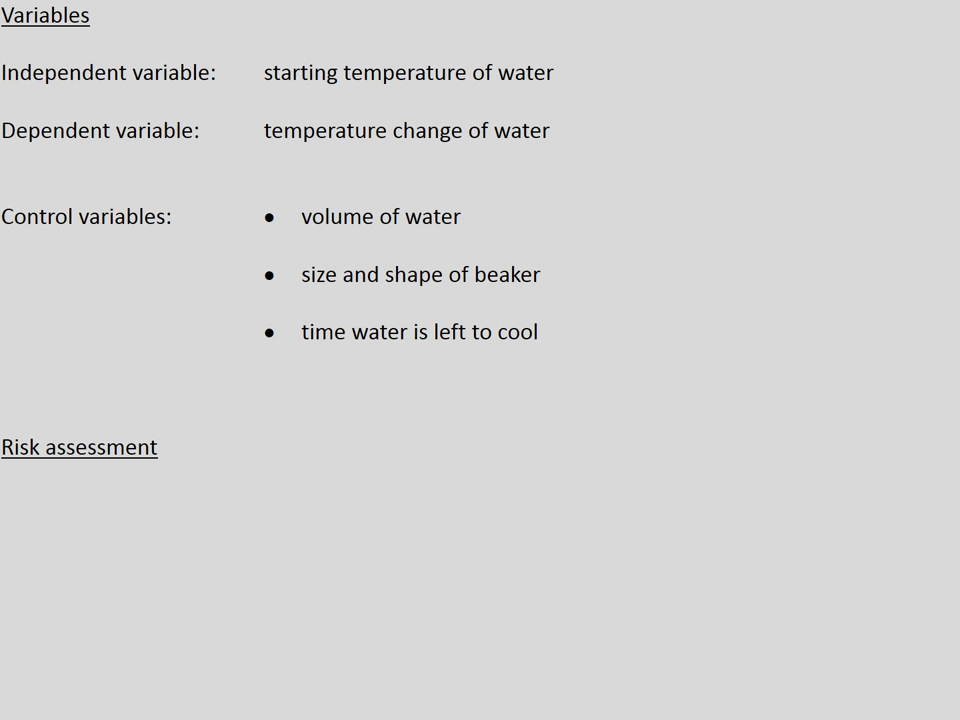 Variables
Independent variable: starting temperature of water
Dependent variable: temperature change of water
Control variables: • volume of water
• size and shape of beaker
• time water is left to cool
Risk assessment